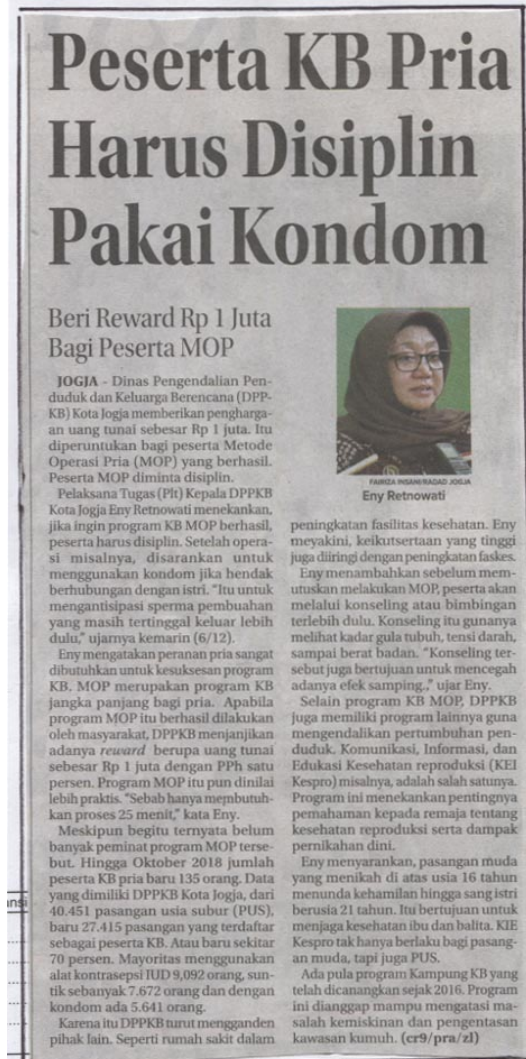 Peserta KB Pria
Harus Disiplin
Pakai Kondom
Beri Reward Rp 1 Juta
Bagi Peserta MOP
JOGJA - Dinas Pengendalian Pen-
duduk dan Keluarga Berencana (DPP-
KB) Kota Jogja memberikan pengharga-
an uang tunai sebesar Rp 1 juta. Itu
diperuntukan bagi peserta Metode
Operasi Pria (MOP) yang berhasil.
Peserta MOP diminta disiplin.
Pelaksana Tugas (Plt) Kepala DPPKB
Kota Jogja Eny Retnowati menekankan,
jika ingin program KB MOP berhasil,
peserta harus disiplin. Setelah opera-
si misalnya, disarankan untuk
menggunakan kondom jika hendak
berhubungan dengan istri. “Itu untuk
mengantisipasi sperma pembuahan
yang masih tertinggal keluar lebih
dulu,” ujarnya kemarin (6/12).
Eny mengatakan peranan pria sangat
dibutuhkan untuk kesuksesan program
KB. MOP merupakan program KB
jangka panjang bagi pria. Apabila
program MOP itu berhasil dilakukan
oleh masyarakat, DPPKB menjanjikan
adanya reward berupa uang tunai
sebesar Rp 1 juta dengan PPh satu
persen. Program MOP itu pun dinilai
lebih praktis. “Sebab hanya membutuh-
kan proses 25 menit,” kata Eny.
Meskipun begitu ternyata belum
banyak peminat program MOP terse-
but. Hingga Oktober 2018 jumlah
peserta KB pria baru 135 orang. Data
yang dimiliki DPPKB Kota Jogja, dari
40.451 pasangan usia subur (PUS),
baru 27.415 pasangan yang terdaftar
sebagai peserta KB. Atau baru sekitar
70 persen. Mayoritas menggunakan
alat kontrasepsi IUD 9,092 orang, sun-
tik sebanyak 7.672 orang dan dengan
kondom ada 5.641 orang.
Karena itu DPPKB turut mengganden
pihak lain. Seperti rumah sakit dalam
FAIRIZA INSANI/RADAD JOGJA
Eny Retnowati
peningkatan fasilitas kesehatan. Eny
meyakini, keikutsertaan yang tinggi
juga diiringi dengan peningkatan faskes.
Eny menambahkan sebelum mem-
utuskan melakukan MOP, peserta akan
melalui konseling atau bimbingan
terlebih dulu. Konseling itu gunanya
melihat kadar gula tubuh, tensi darah,
sampai berat badan. “Konseling ter-
sebut juga bertujuan untuk mencegah
adanya efek samping.,” ujar Eny.
Selain program KB MOP, DPPKB
juga memiliki program lainnya guna
mengendalikan pertumbuhan pen-
duduk. Komunikasi, Informasi, dan
Edukasi Kesehatan reproduksi (KEI
Kespro) misalnya, adalah salah satunya.
Program ini menekankan pentingnya
pemahaman kepada remaja tentang
kesehatan reproduksi serta dampak
pernikahan dini.
Eny menyarankan, pasangan muda
yang menikah di atas usia 16 tahun
menunda kehamilan hingga sang istri
berusia 21 tahun. Itu bertujuan untuk
menjaga kesehatan ibu dan balita. KIE
Kespro tak hanya berlaku bagi pasang-
an muda, tapi juga PUS.
Ada pula program Kampung KB yang
telah dicanangkan sejak 2016. Program
ini dianggap mampu mengatasi ma-
salah kemiskinan dan pengentasan
kawasan kumuh. (cr9/pra/zl)